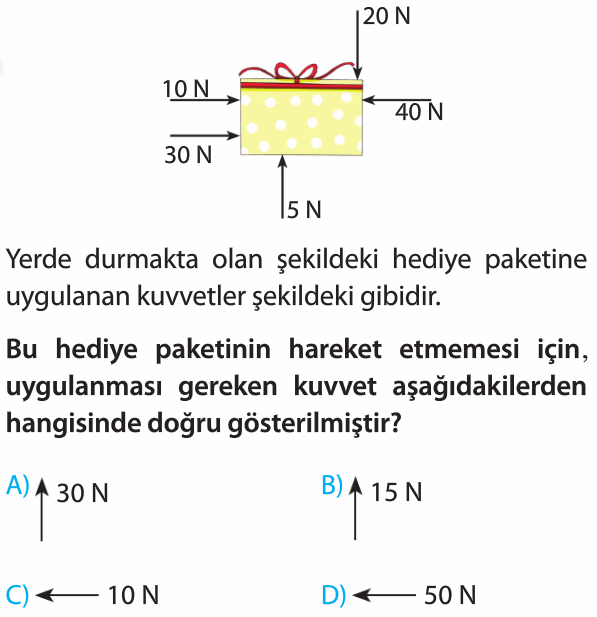 20 N
10 N
40 N
30 N
5 N
Yerde durmakta olan şekildeki hediye paketine
uygulanan kuvvetler şekildeki gibidir.
Bu hediye paketinin hareket etmemesi için,
uygulanması gereken kuvvet aşağıdakilerden
hangisinde doğru gösterilmiştir?
A) 30 N
B) 15 N
C) 10 N
D) 50 N